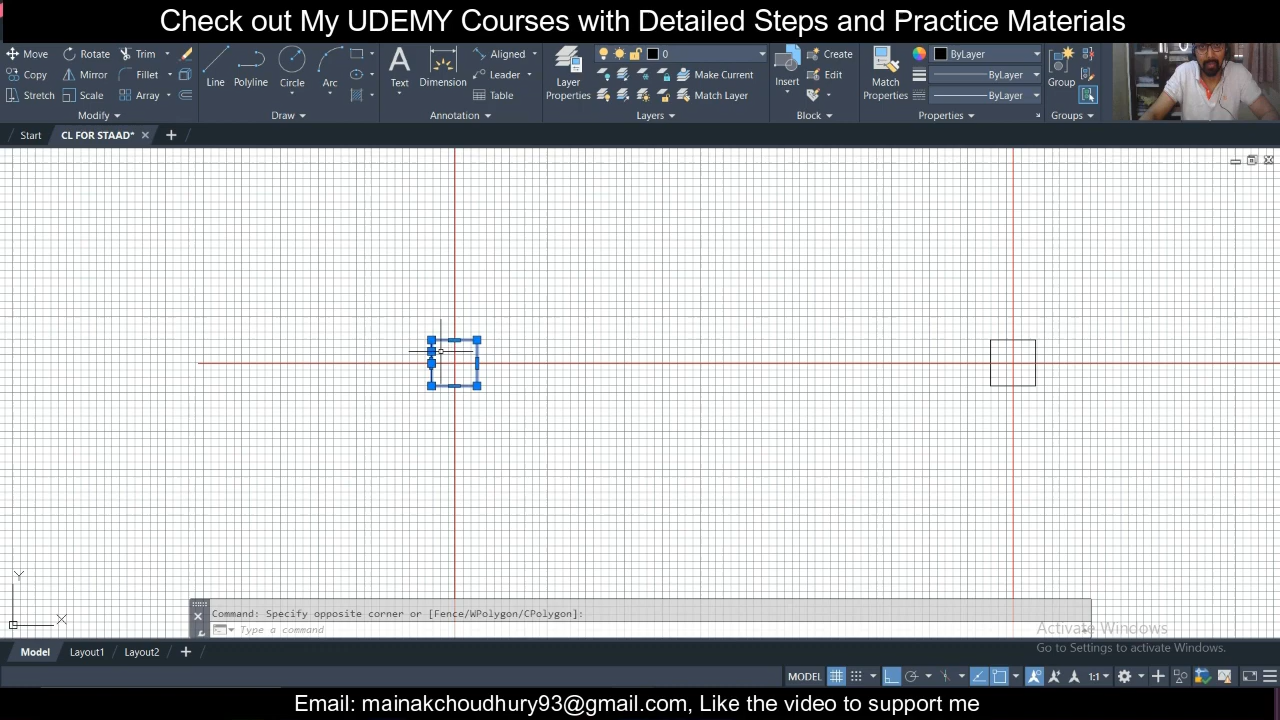 Check out My UDEMY Courses with Detailed Steps and Practice Materials
Move Rotate Trim Line Polyline Circle Arc Text Dimension Aligned Layer Properties 0 Insert Create Match Properties ByLayer Group
Copy Mirror Fillet Leader Make Current Edit ByLayer
Stretch Scale Array Table Match Layer ByLayer
Modify Draw Annotation Layers Block Properties Groups
Start CL FOR STAAD*
Y
X
Command: Specify opposite corner or [Fence/WPolygon/CPolygon]:
Type a command
Activate Windows
Go to Settings to activate Windows.
Model Layout1 Layout2
MODEL 1:1
Email: mainakchoudhury93@gmail.com, Like the video to support me